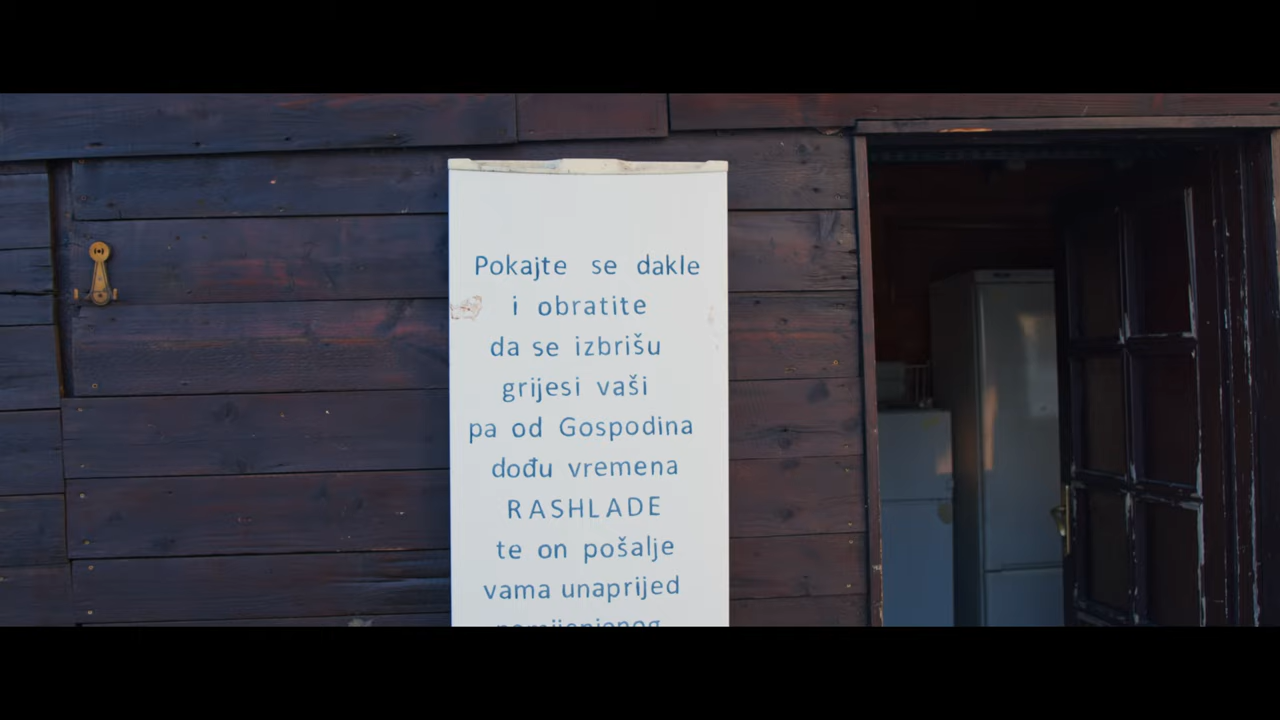 Pokajte se dakle
i obratite
da se izbrišu
grijesi vaši
pa od Gospodina
dođu vremena
RASHLADE
te on pošalje
vama unaprijed